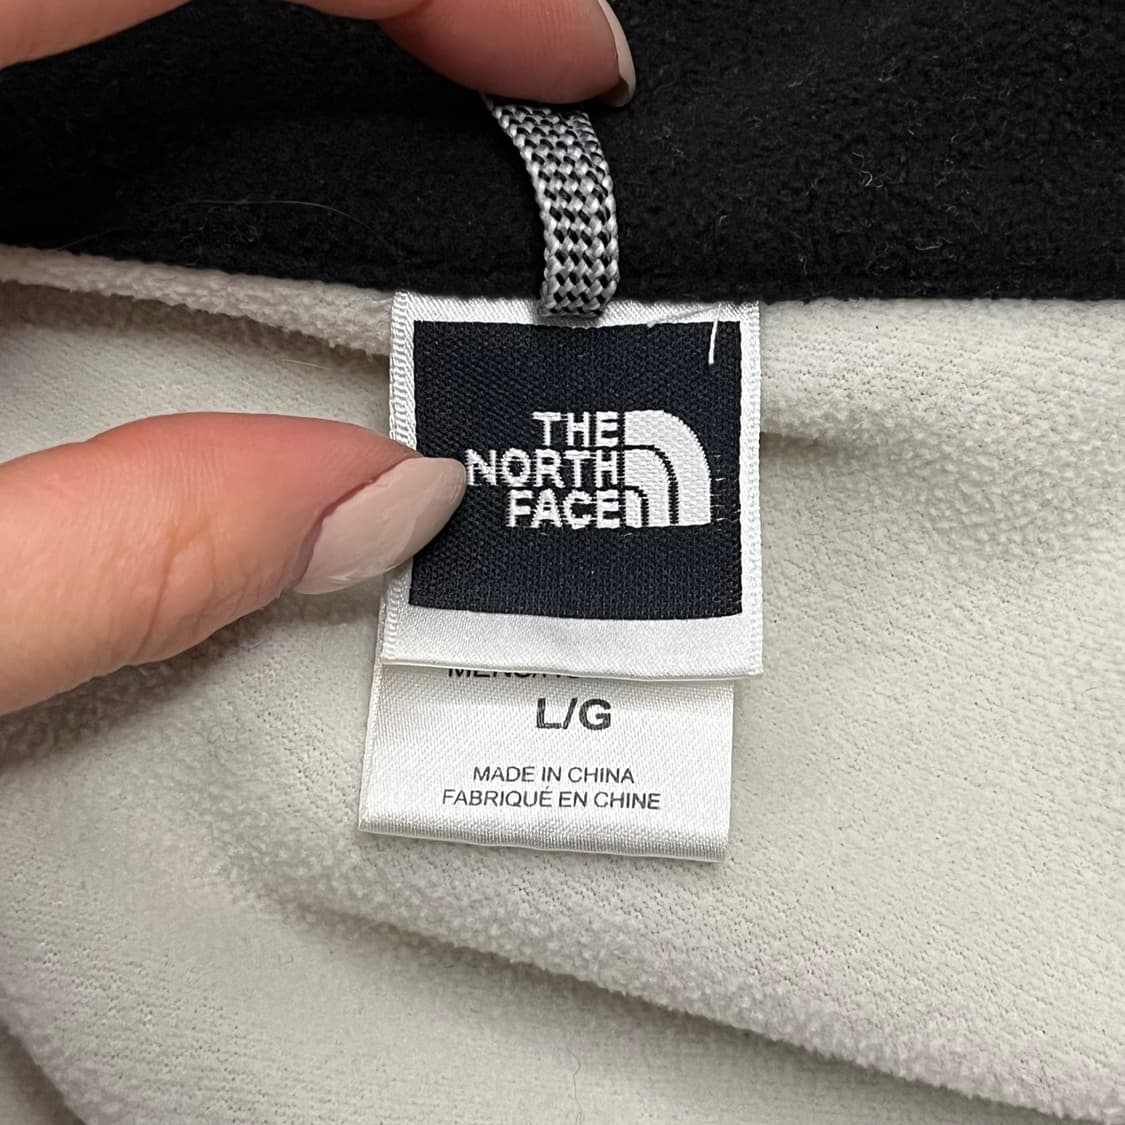 THE
NORTH
FACE
L/G
MADE IN CHINA
FABRIQUÉ EN CHINE